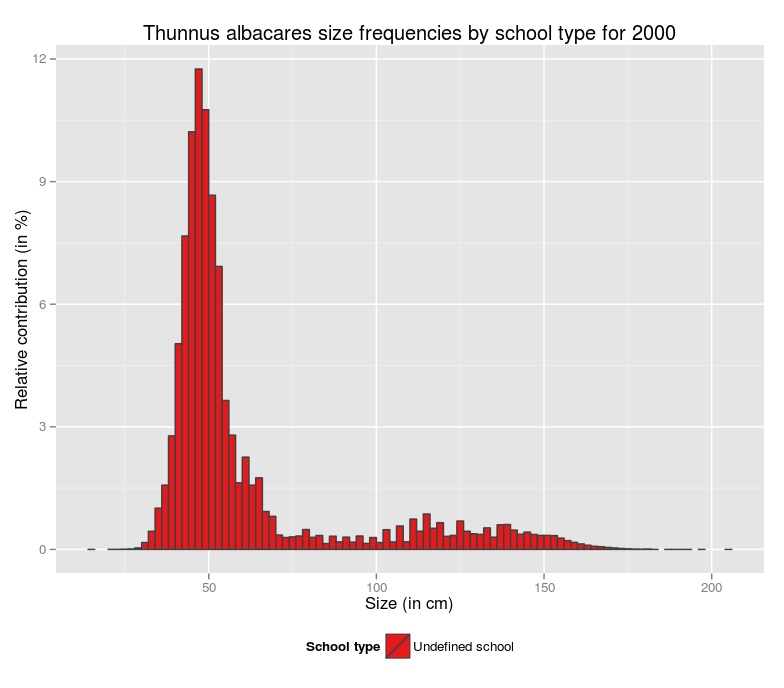 Thunnus albacares size frequencies by school type for 2000
Relative contribution (in %)
12
9
6
3
0
50 100 150 200
Size (in cm)
School type Undefined school